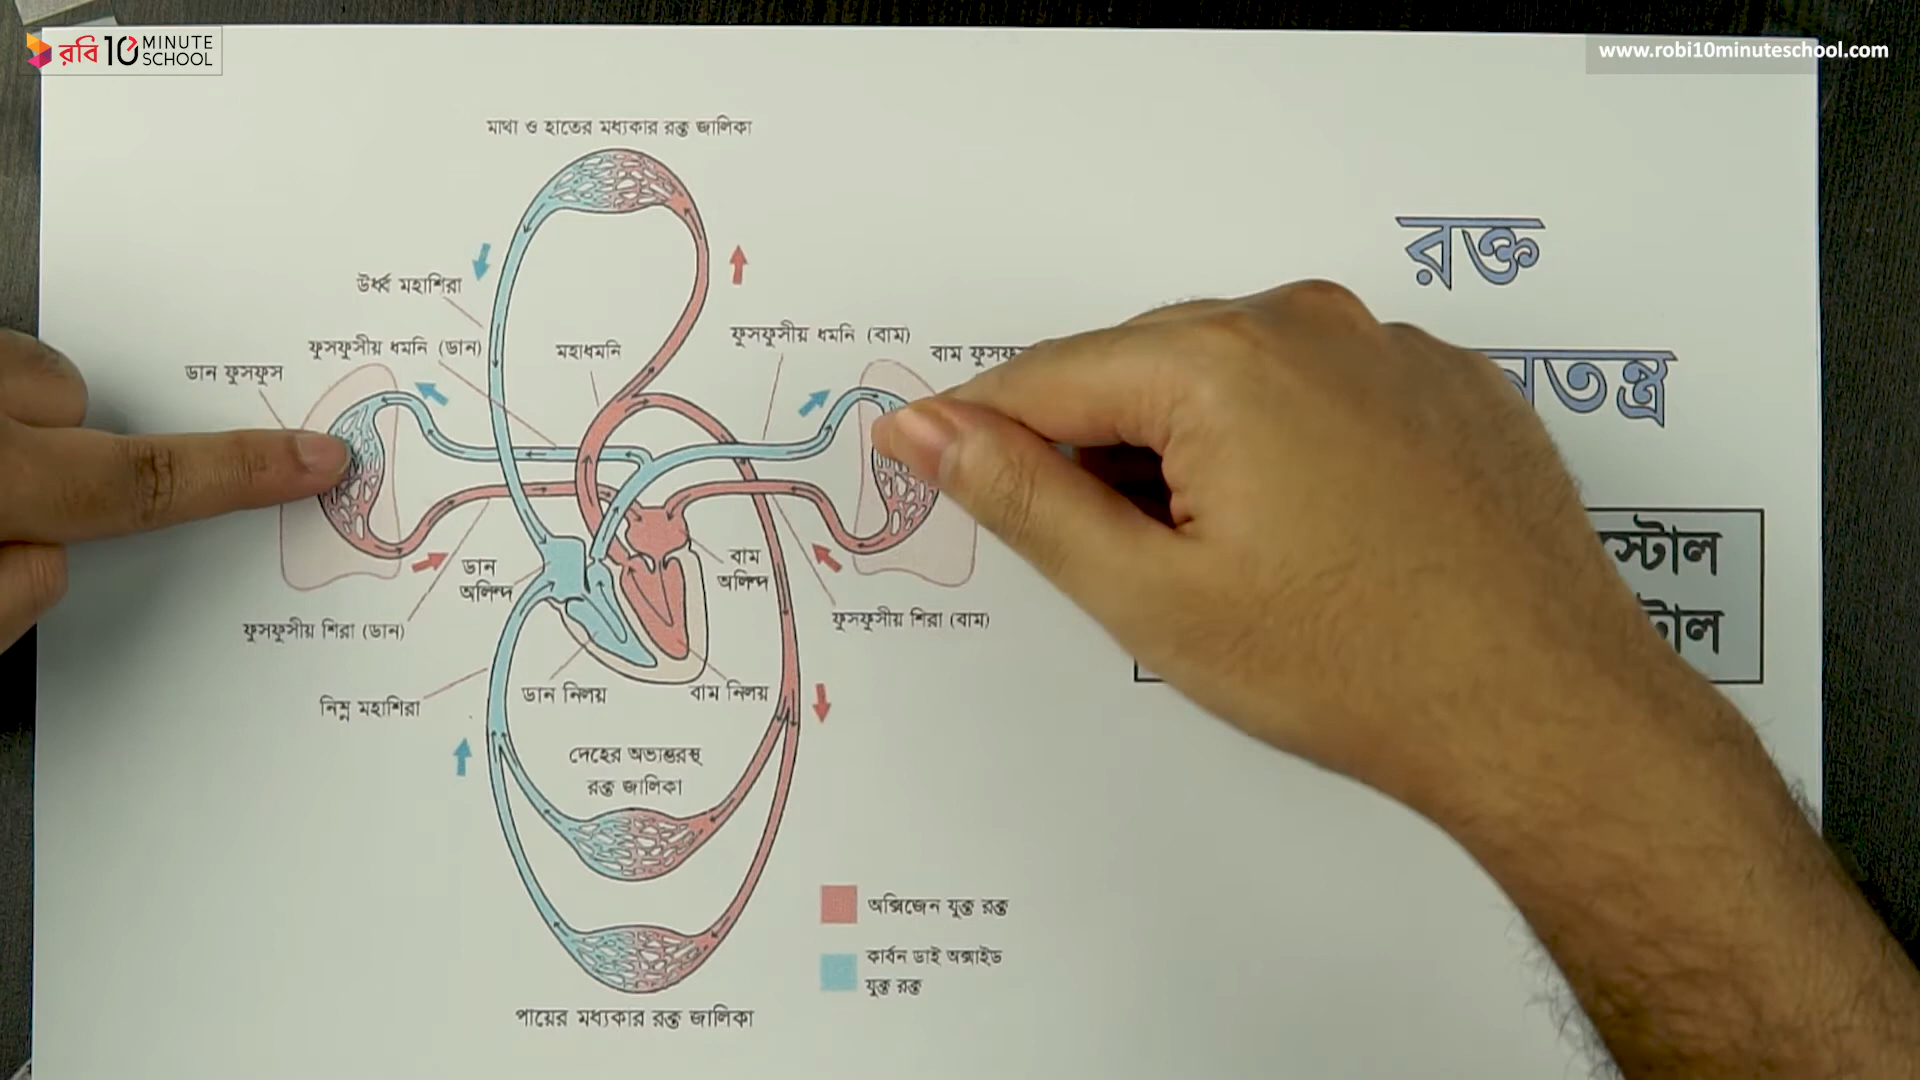 রবি 10 MINUTE SCHOOL
www.robi10minuteschool.com
মাথা ও হাতের মধ্যকার রক্ত জালিকা
উর্ধ্ব মহাশিরা
ফুসফুসীয় ধমনি (ডান)
মহাধমনি
ফুসফুসীয় ধমনি (বাম)
ডান ফুসফুস
বাম
ডান
অলিন্দ
বাম
অলিন্দ
ফুসফুসীয় শিরা (ডান)
ফুসফুসীয় শিরা (বাম)
নিম্ন মহাশিরা
ডান নিলয়
বাম নিলয়
দেহের অভ্যন্তরস্থ
রক্ত জালিকা
অক্সিজেন যুক্ত রক্ত
কার্বন ডাই অক্সাইড
যুক্ত রক্ত
পায়ের মধ্যকার রক্ত জালিকা
রক্ত